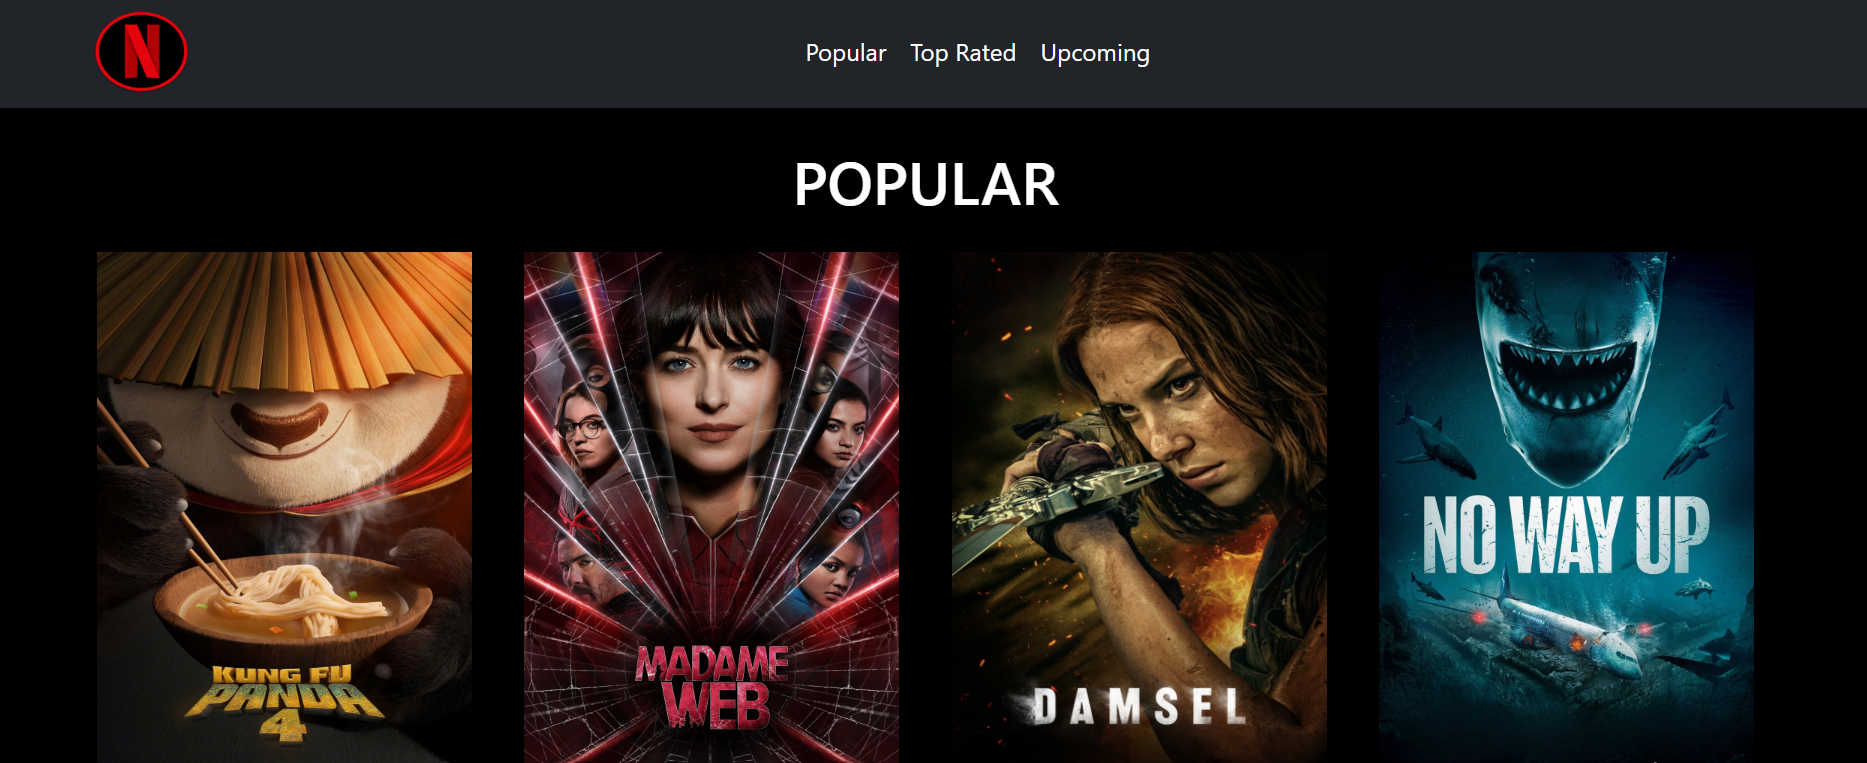 N
Popular Top Rated Upcoming
POPULAR
KUNG FU
PANDA
4
MADAME
WEB
DAMSEL
NO WAY UP